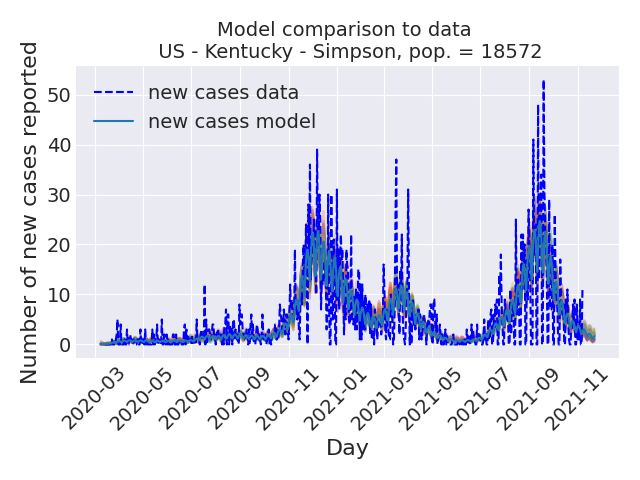 Model comparison to data
US - Kentucky - Simpson, pop. = 18572
Number of new cases reported
50
40
30
20
10
0
new cases data
new cases model
2020-03
2020-05
2020-07
2020-09
2020-11
2021-01
2021-03
2021-05
2021-07
2021-09
2021-11
Day